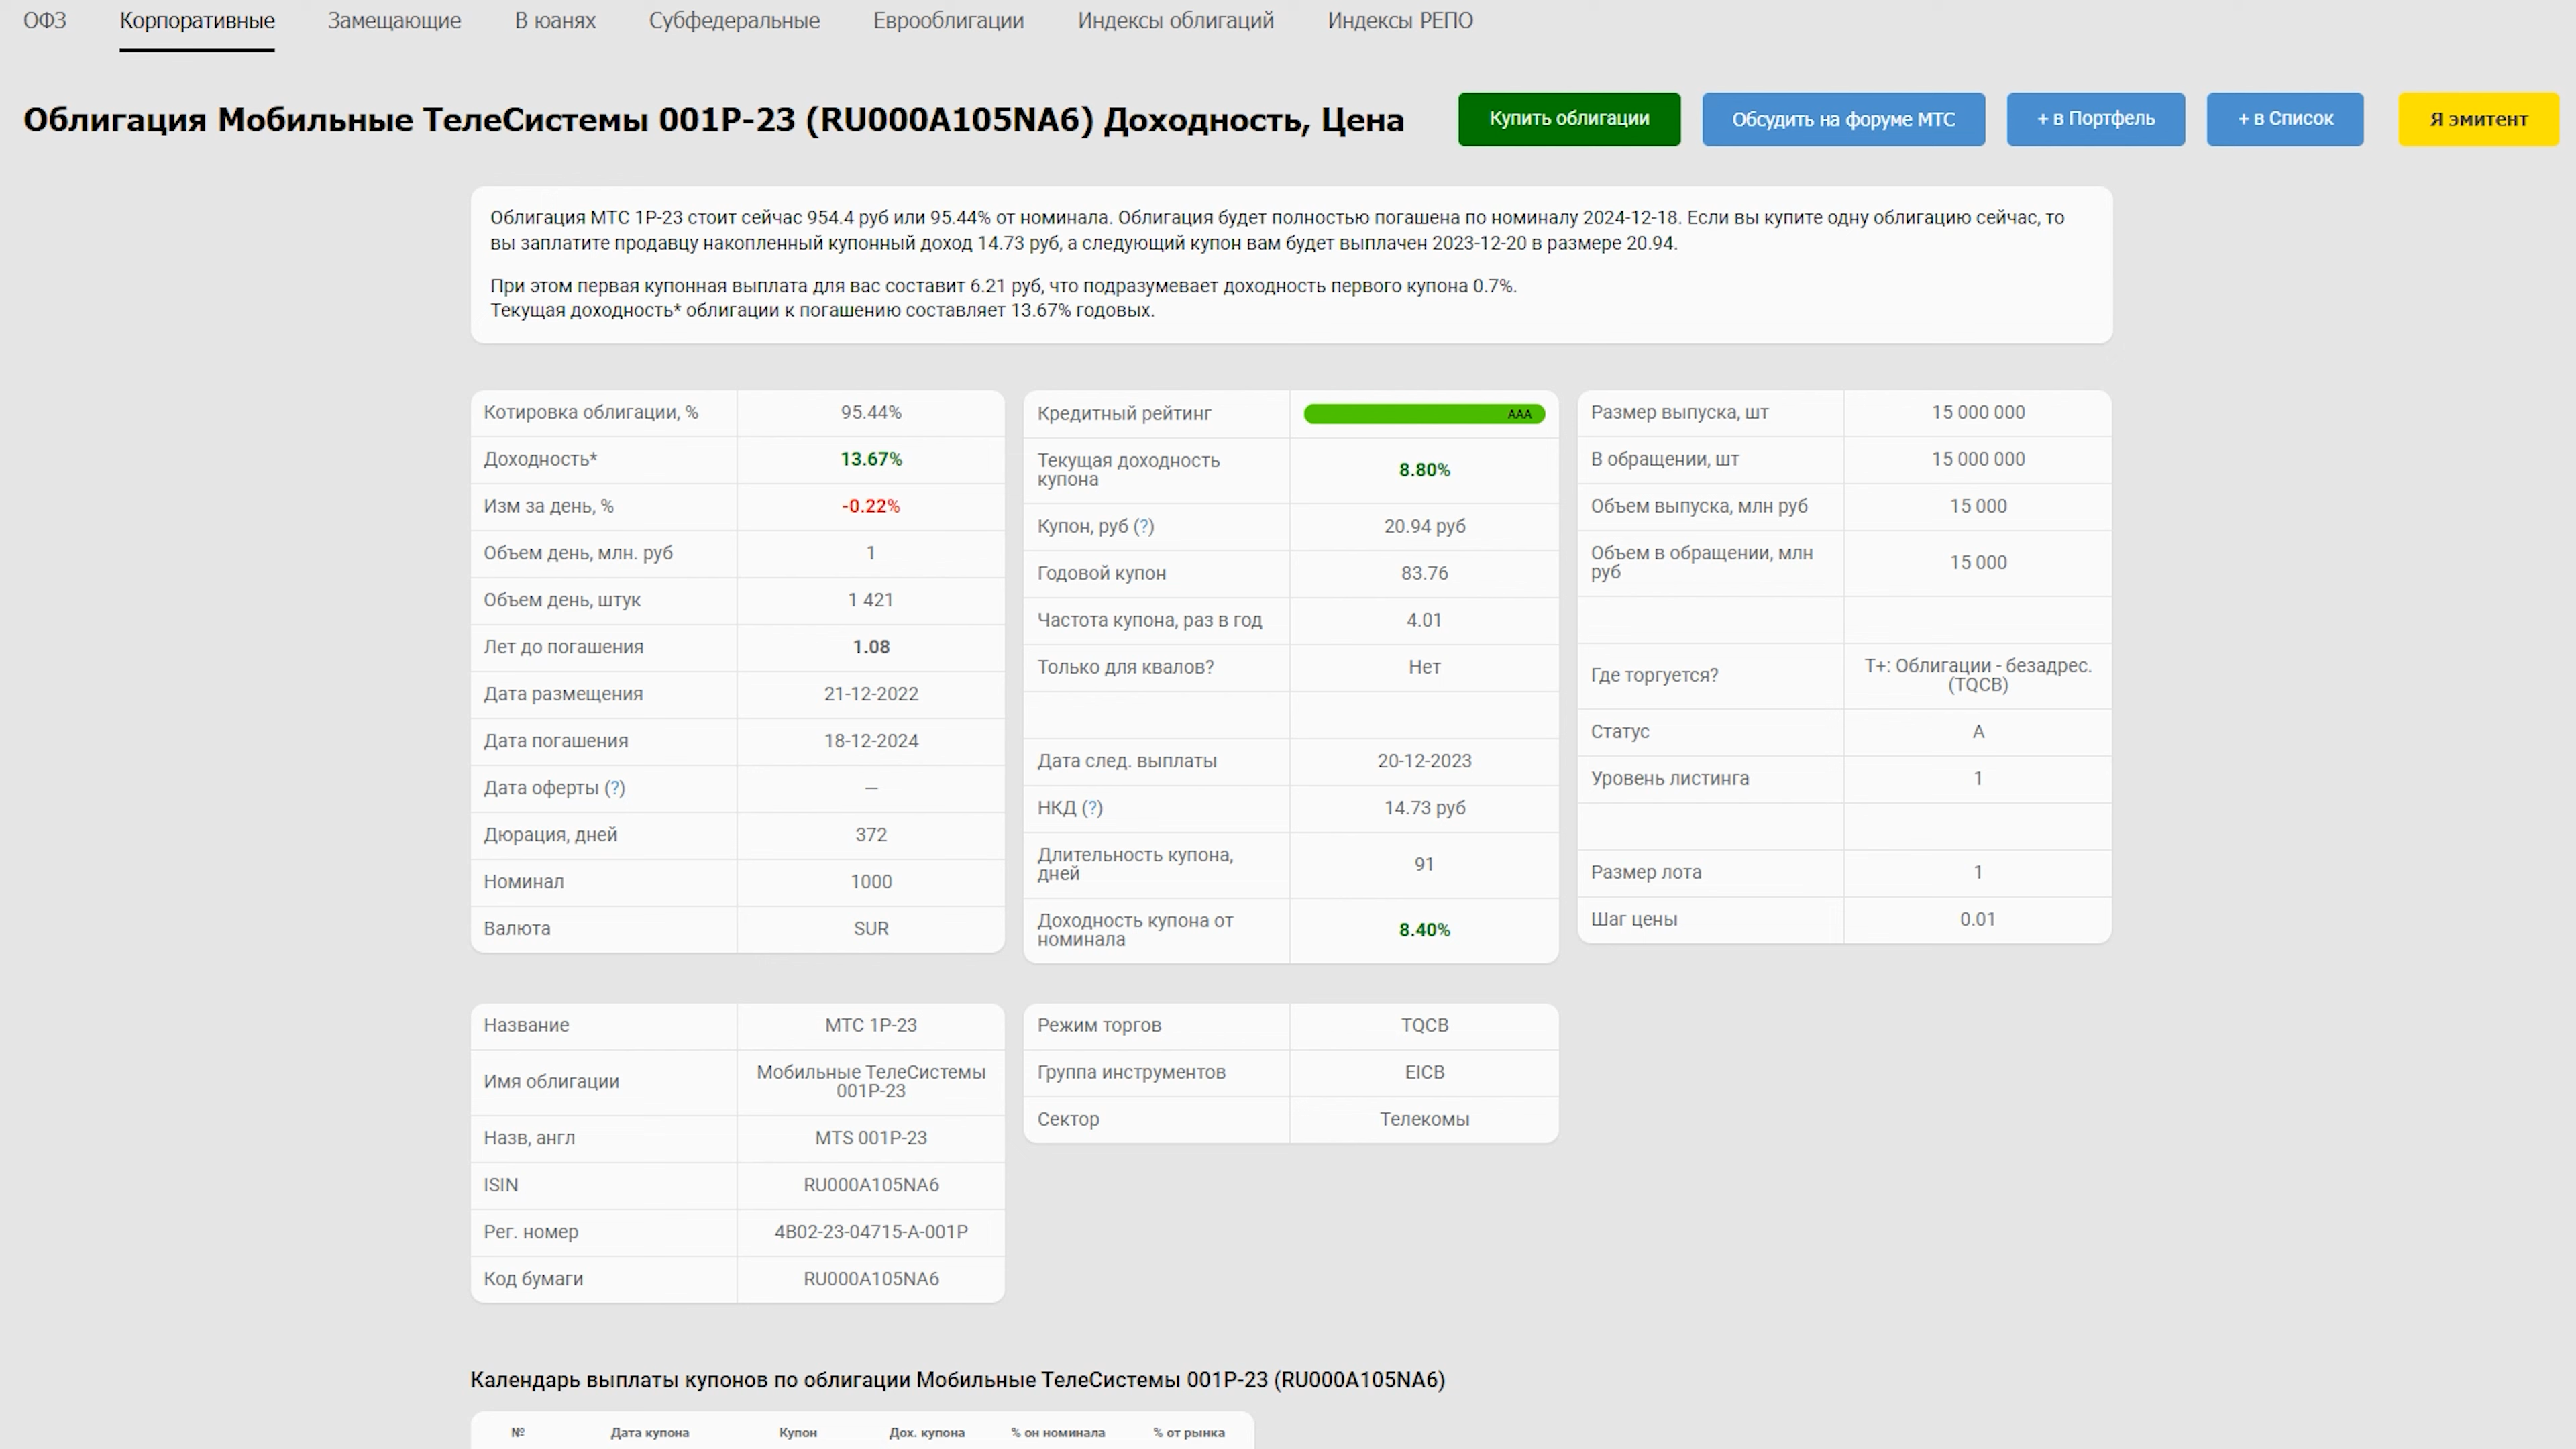 ОФЗ Корпоративные Замещающие В юанях Субфедеральные Еврооблигации Индексы облигаций Индексы РЕПО
Облигация Мобильные ТелеСистемы 001P-23 (RU000A105NA6) Доходность, Цена
Купить облигации
Обсудить на форуме МТС
+ в Портфель
+ в Список
Я эмитент
Облигация МТС 1P-23 стоит сейчас 954.4 руб или 95.44% от номинала. Облигация будет полностью погашена по номиналу 2024-12-18. Если вы купите одну облигацию сейчас, то
вы заплатите продавцу накопленный купонный доход 14.73 руб, а следующий купон вам будет выплачен 2023-12-20 в размере 20.94.
При этом первая купонная выплата для вас составит 6.21 руб, что подразумевает доходность первого купона 0.7%.
Текущая доходность* облигации к погашению составляет 13.67% годовых.
Котировка облигации, % 95.44%
Доходность* 13.67%
Изм за день, % -0.22%
Объем день, млн. руб 1
Объем день, штук 1 421
Лет до погашения 1.08
Дата размещения 21-12-2022
Дата погашения 18-12-2024
Дата оферты (?) —
Дюрация, дней 372
Номинал 1000
Валюта SUR
Кредитный рейтинг AAA
Текущая доходность
купона 8.80%
Купон, руб (?) 20.94 руб
Годовой купон 83.76
Частота купона, раз в год 4.01
Только для квалов? Нет
Дата след. выплаты 20-12-2023
НКД (?) 14.73 руб
Длительность купона,
дней 91
Доходность купона от
номинала 8.40%
Размер выпуска, шт 15 000 000
В обращении, шт 15 000 000
Объем выпуска, млн руб 15 000
Объем в обращении, млн
руб 15 000
Где торгуется? Т+: Облигации - безадрес.
(TQCB)
Статус A
Уровень листинга 1
Размер лота 1
Шаг цены 0.01
Название МТС 1P-23
Имя облигации Мобильные ТелеСистемы
001P-23
Назв, англ MTS 001P-23
ISIN RU000A105NA6
Рег. номер 4B02-23-04715-A-001P
Код бумаги RU000A105NA6
Режим торгов TQCB
Группа инструментов EICB
Сектор Телекомы
Календарь выплаты купонов по облигации Мобильные ТелеСистемы 001P-23 (RU000A105NA6)
№ Дата купона Купон Дох. купона % он номинала % от рынка